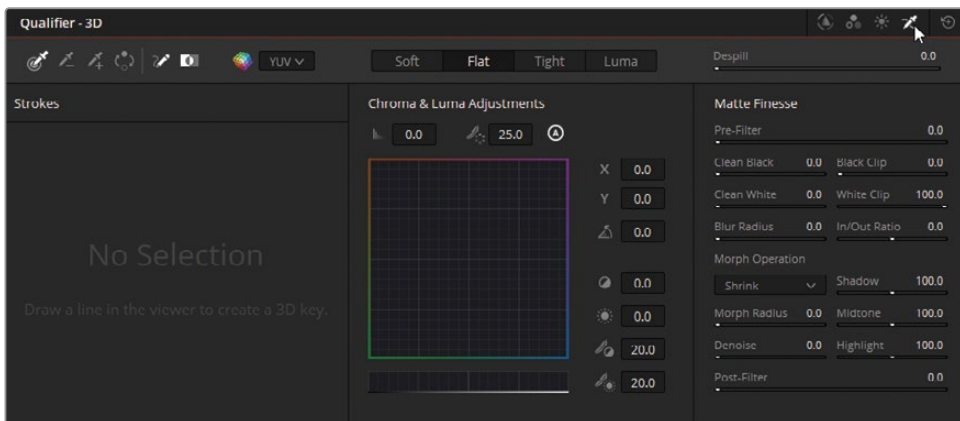 Qualifier - 3D
YUV
Soft Flat Tight Luma
Despill 0.0
Strokes
No Selection
Draw a line in the viewer to create a 3D key.
Chroma & Luma Adjustments
0.0 25.0 A
X 0.0
Y 0.0
0.0
0.0
0.0
20.0
20.0
Matte Finesse
Pre-Filter 0.0
Clean Black 0.0 Black Clip 0.0
Clean White 0.0 White Clip 100.0
Blur Radius 0.0 In/Out Ratio 0.0
Morph Operation
Shrink Shadow 100.0
Morph Radius 0.0 Midtone 100.0
Denoise 0.0 Highlight 100.0
Post-Filter 0.0